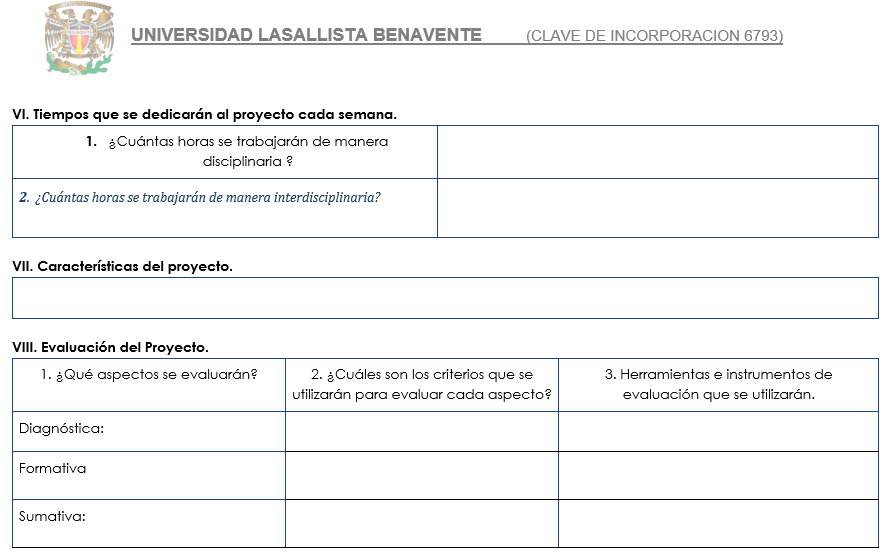 UNIVERSIDAD LASALLISTA BENAVENTE (CLAVE DE INCORPORACION 6793)
VI. Tiempos que se dedicarán al proyecto cada semana.
1. ¿Cuántas horas se trabajarán de manera
disciplinaria ?
2. ¿Cuántas horas se trabajarán de manera interdisciplinaria?
VII. Características del proyecto.
VIII. Evaluación del Proyecto.
1. ¿Qué aspectos se evaluarán?
2. ¿Cuáles son los criterios que se
utilizarán para evaluar cada aspecto?
3. Herramientas e instrumentos de
evaluación que se utilizarán.
Diagnóstica:
Formativa
Sumativa: